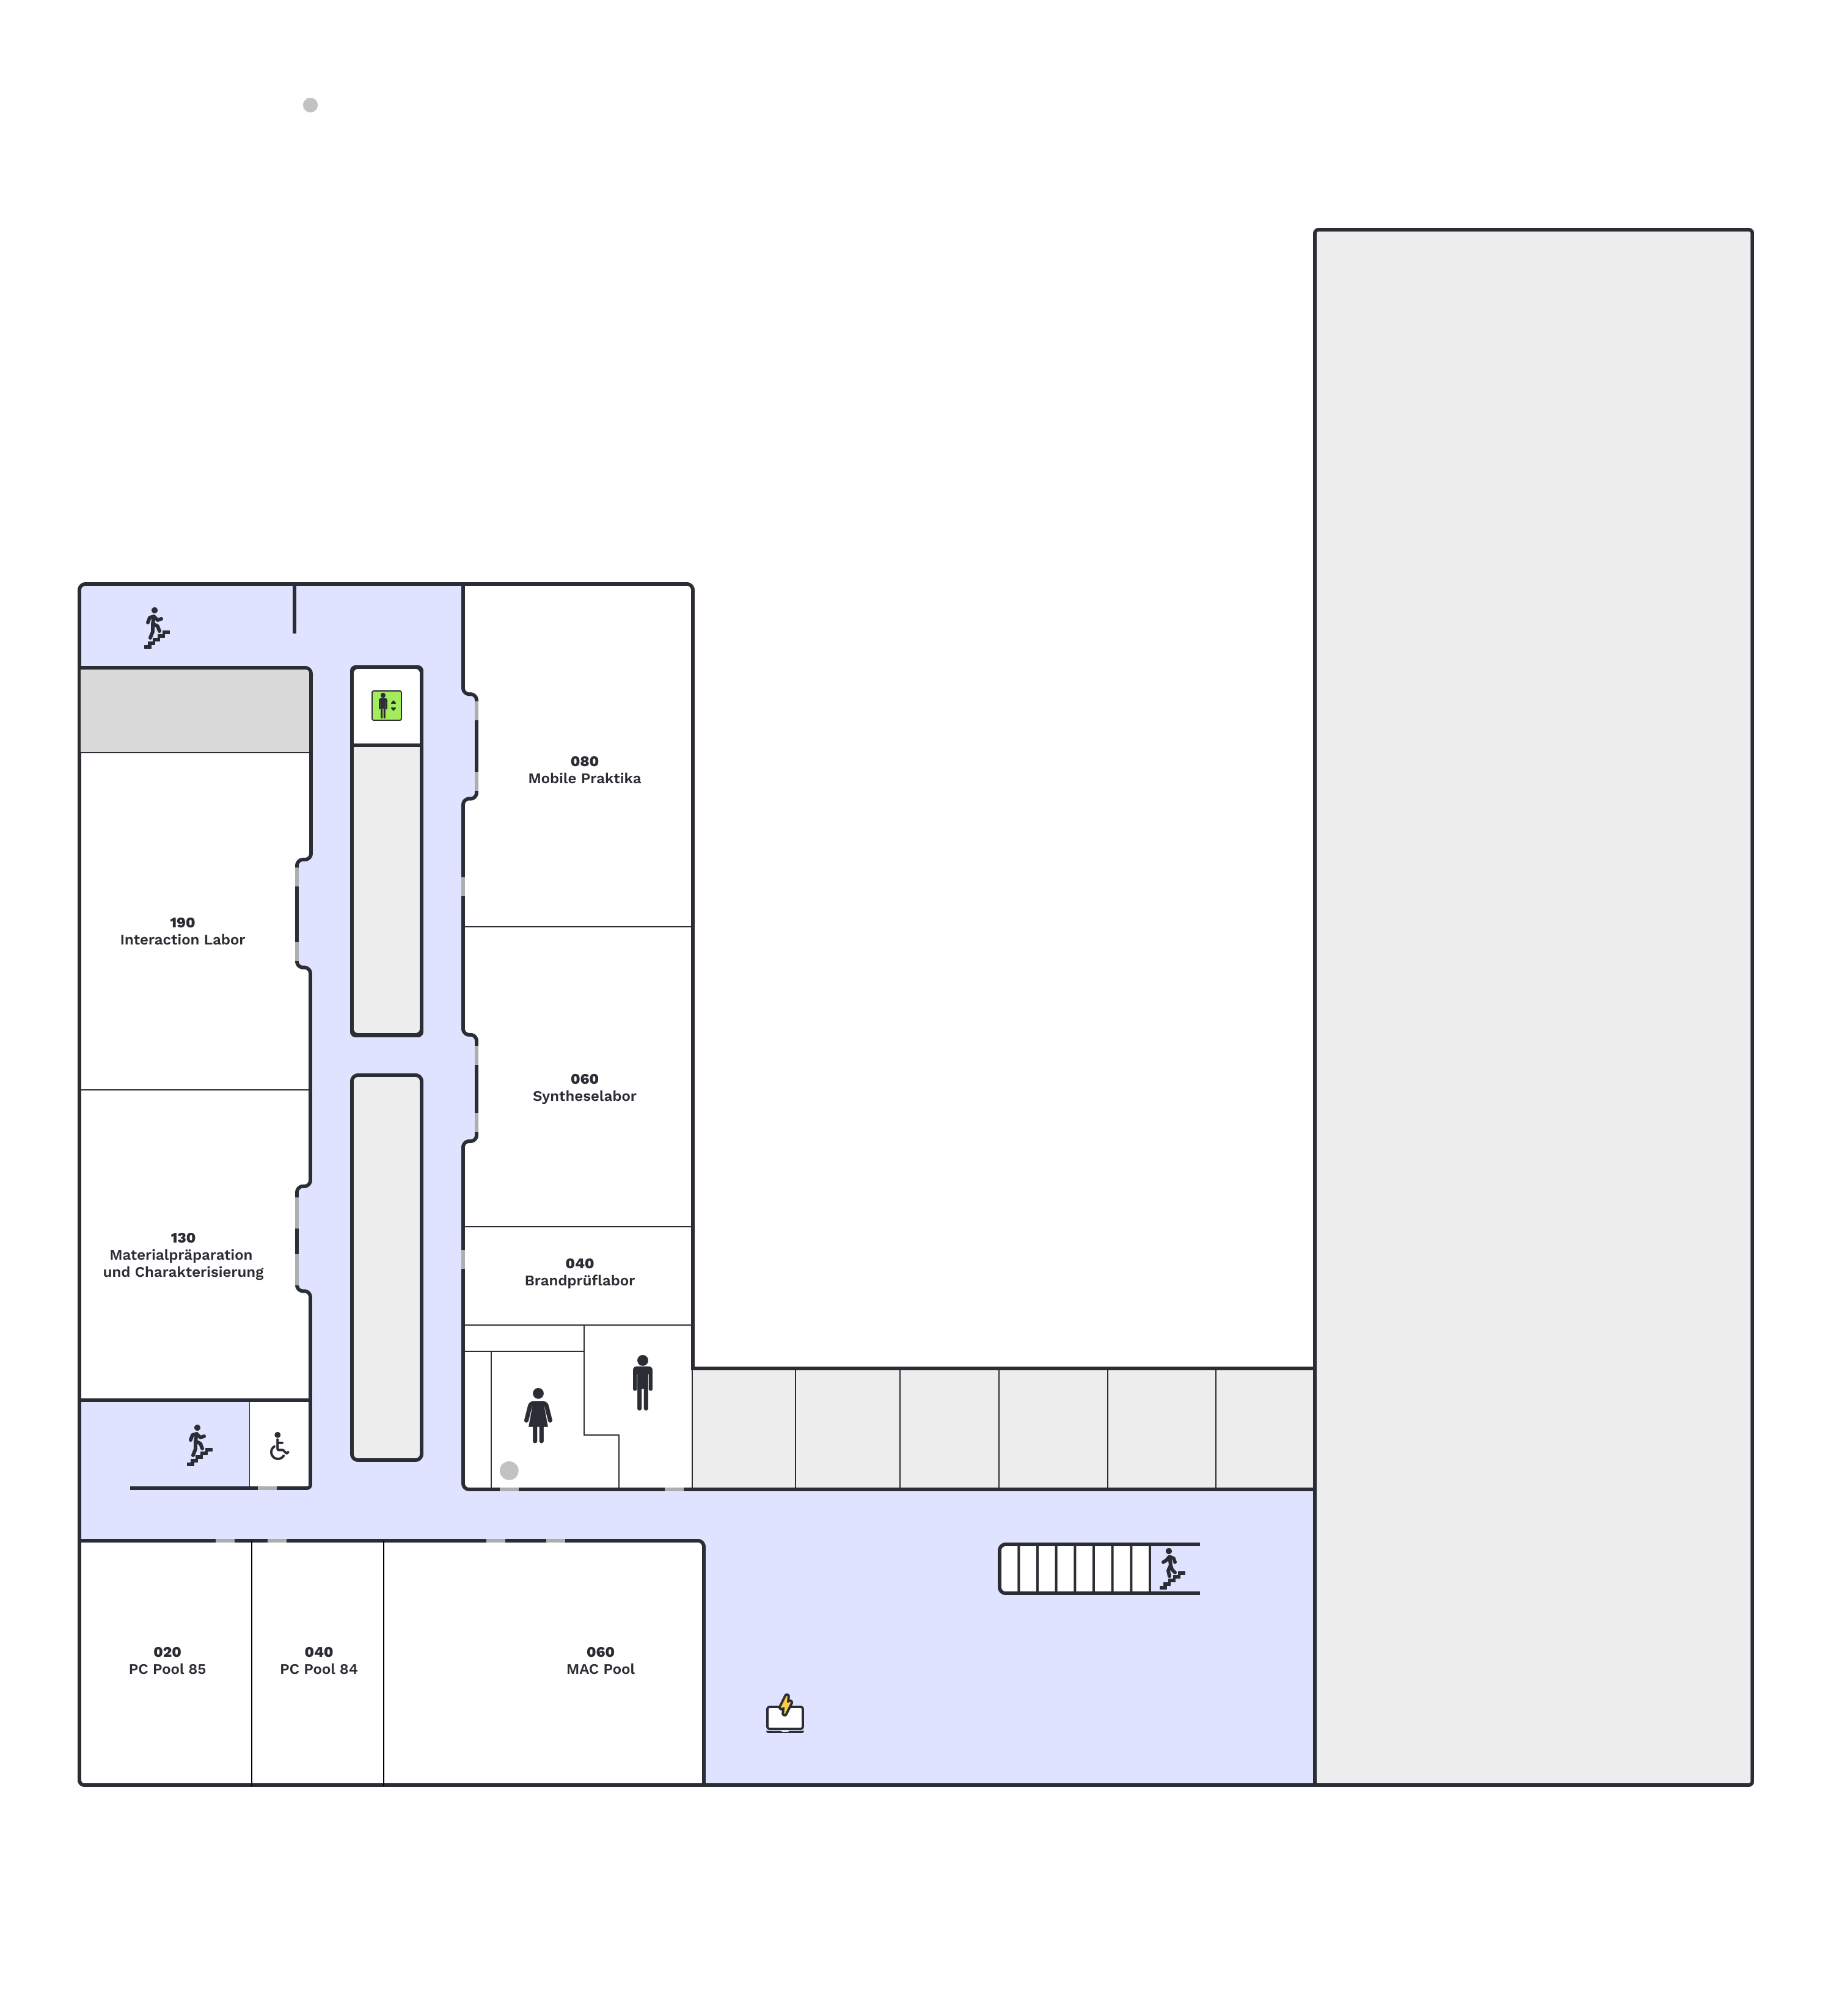 080
Mobile Praktika
190
Interaction Labor
060
Syntheselabor
130
Materialpräparation
und Charakterisierung
040
Brandprüflabor
020
PC Pool 85
040
PC Pool 84
060
MAC Pool